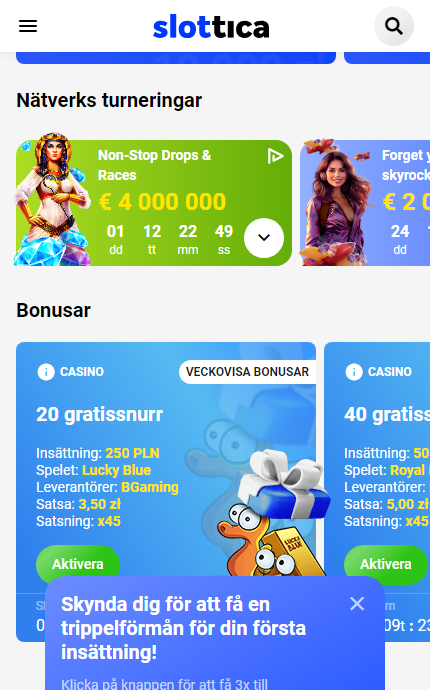 slottica
Nätverks turneringar
Non-Stop Drops &
Races
€ 4 000 000
01 12 22 49
dd tt mm ss
Forget y
skyrock
€ 2 0
24
dd
Bonusar
CASINO
VECKOVISA BONUSAR
20 gratissnurr
Insättning: 250 PLN
Spelet: Lucky Blue
Leverantörer: BGaming
Satsa: 3,50 zł
Satsning: x45
Aktivera
LUCKY
BLUE
CASINO
40 gratiss
Insättning: 50
Spelet: Royal
Leverantörer:
Satsa: 5,00 zł
Satsning: x45
Aktivera
09t : 23
Skynda dig för att få en
trippelförmån för din första
insättning!
Klicka på knappen för att få 3x till